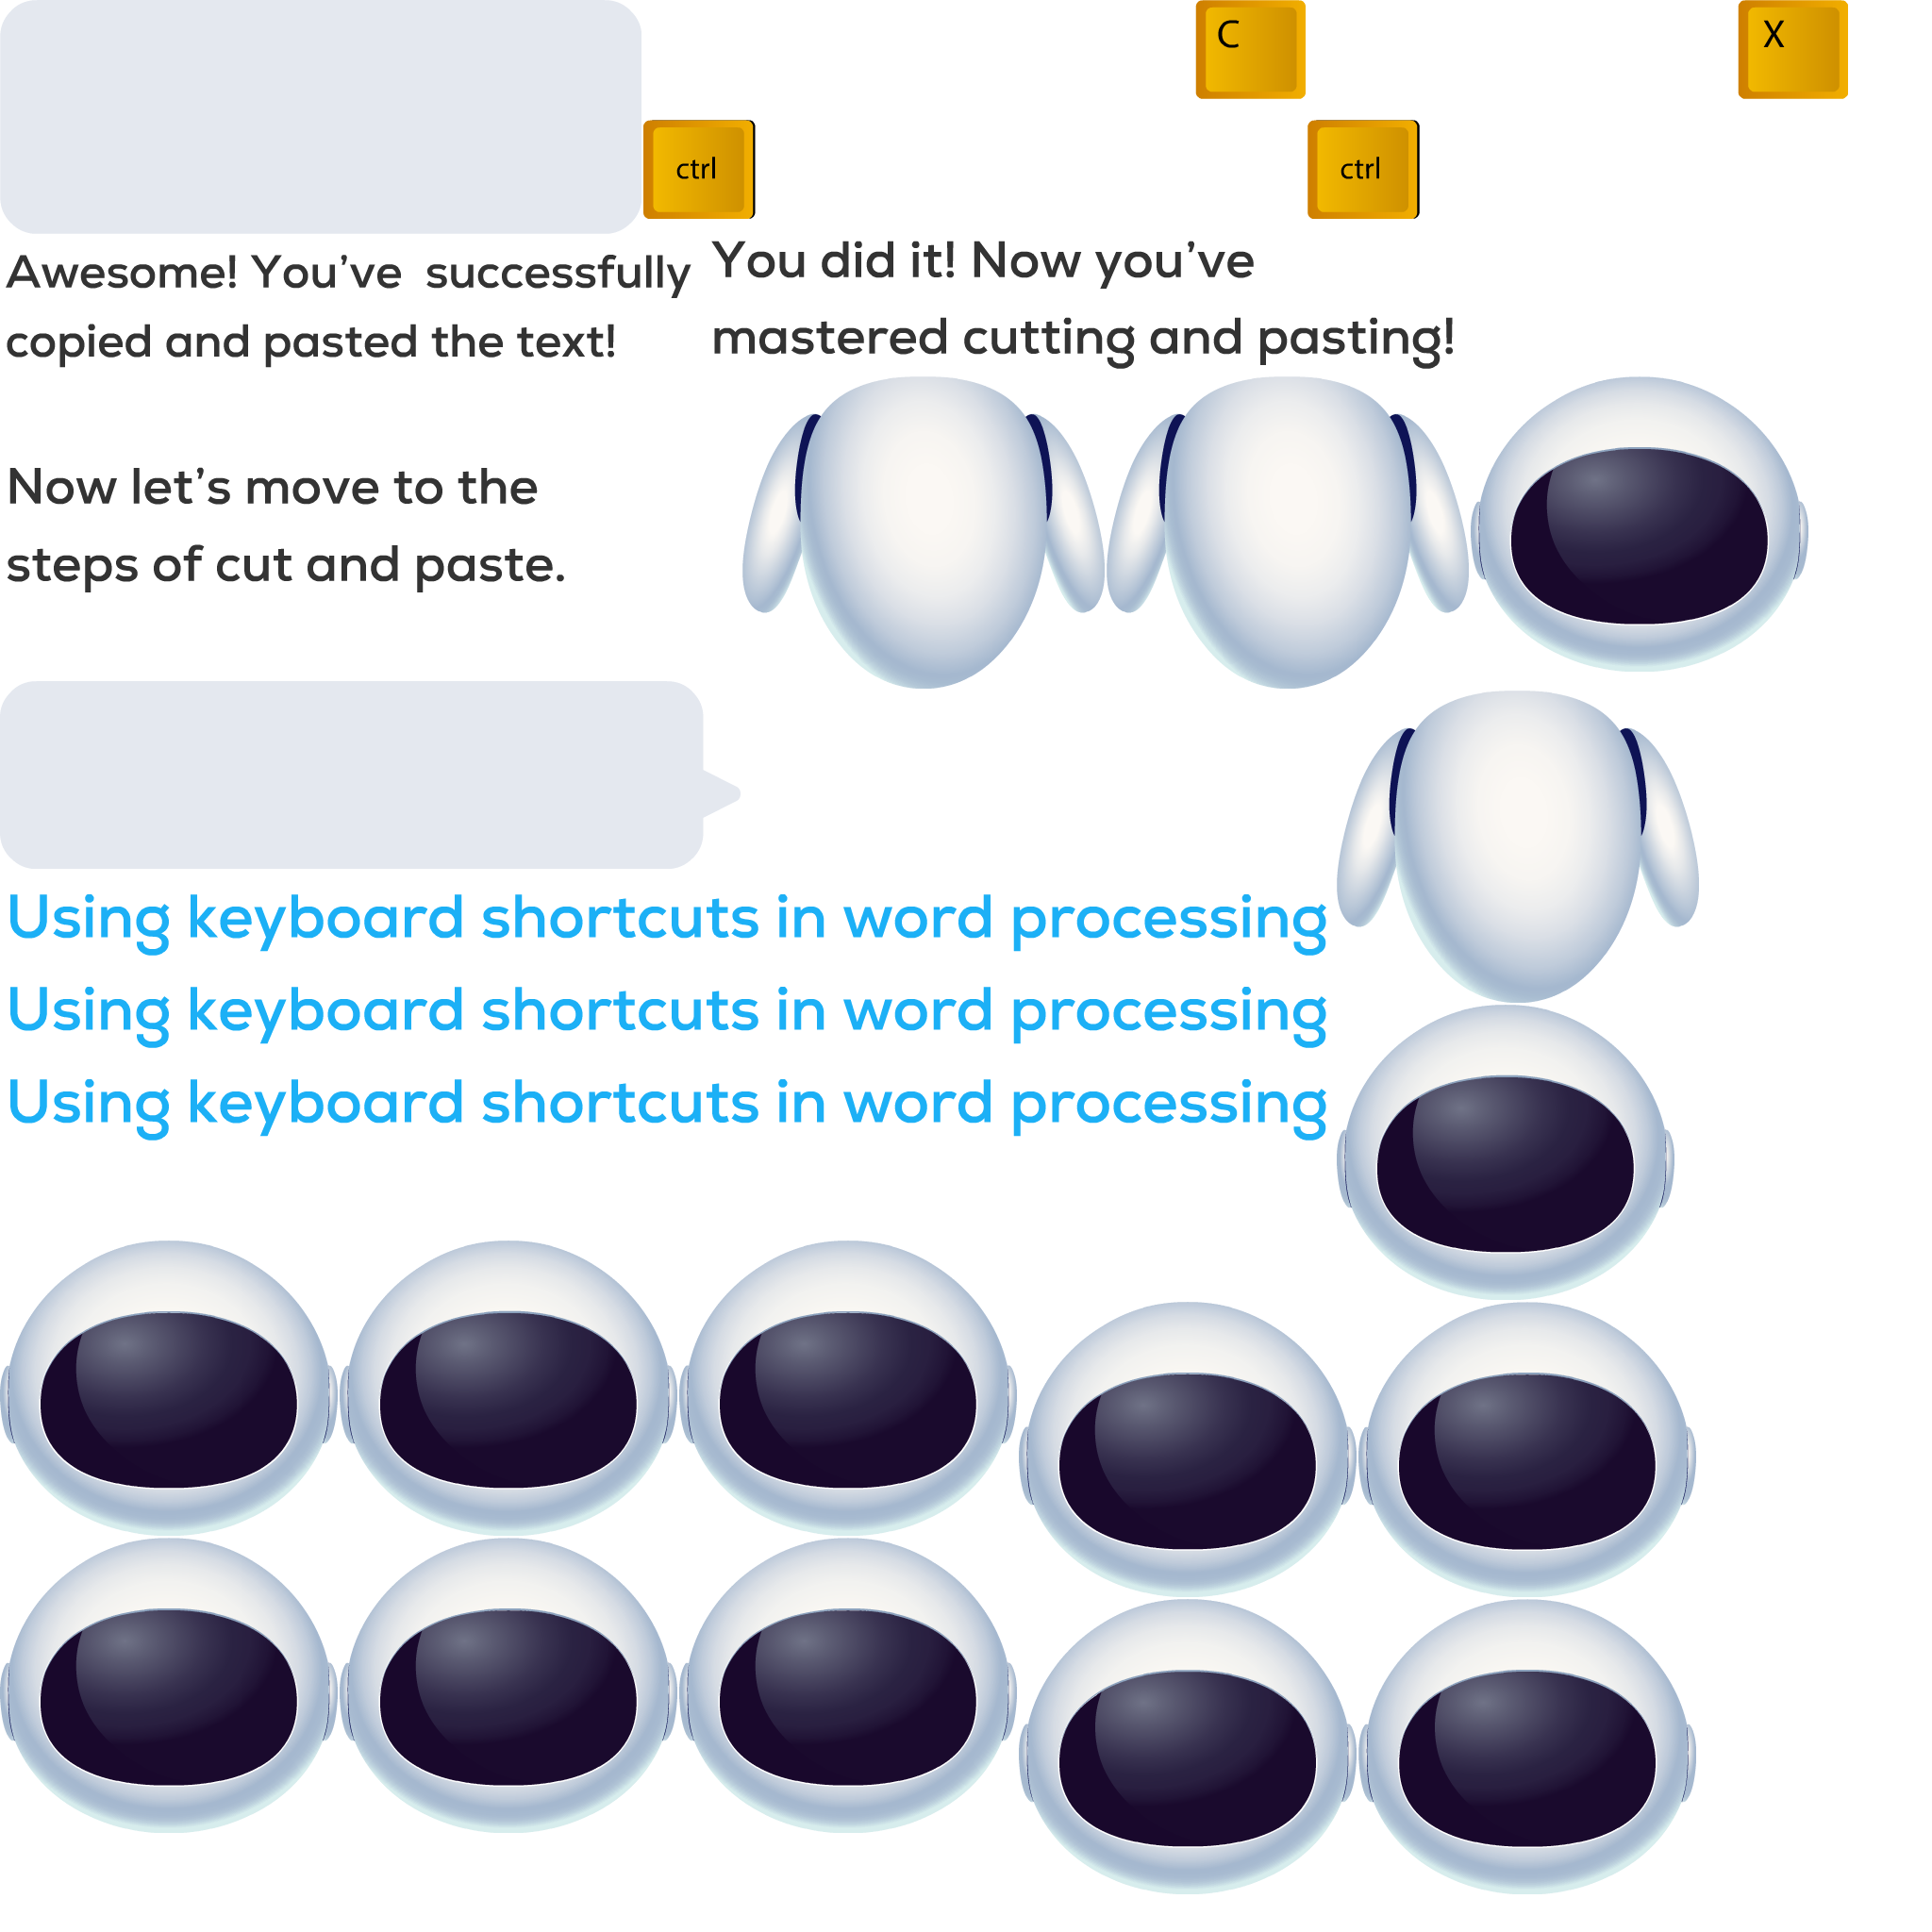 C
X
ctrl
ctrl
Awesome! You’ve  successfully
copied and pasted the text!
You did it! Now you’ve
mastered cutting and pasting!
Now let’s move to the
steps of cut and paste.
Using keyboard shortcuts in word processing
Using keyboard shortcuts in word processing
Using keyboard shortcuts in word processing